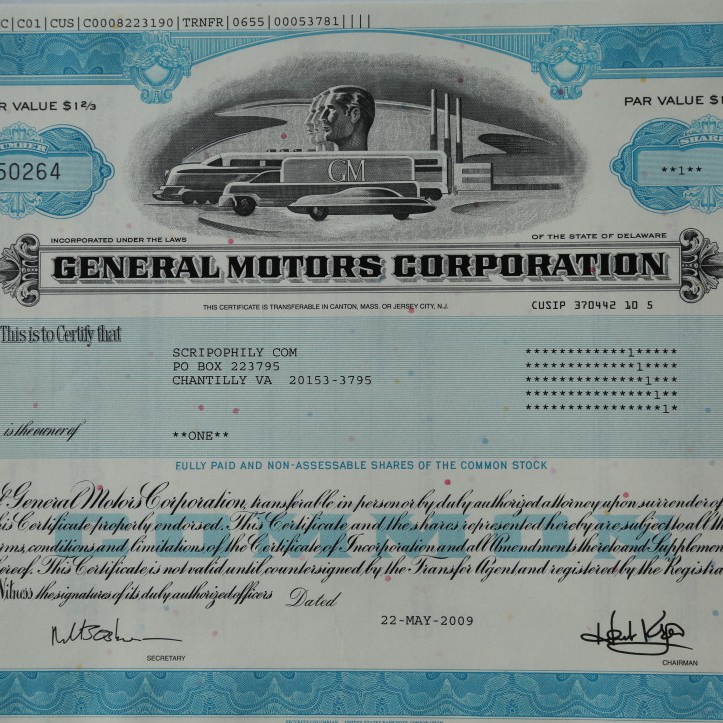 C|C01|CUS|C0008223190|TRNFR|0655|00053781||||
R VALUE $1⅔
PAR VALUE $1
NUMBER
SHARE
50264
**1**
GM
INCORPORATED UNDER THE LAWS
OF THE STATE OF DELAWARE
GENERAL MOTORS CORPORATION
THIS CERTIFICATE IS TRANSFERABLE IN CANTON, MASS. OR JERSEY CITY, N.J.
CUSIP 370442 10 5
This is to Certify that
SCRIPOPHILY COM
************1*****
PO BOX 223795
*************1****
CHANTILLY VA 20153-3795
**************1***
***************1**
****************1*
is the owner of
**ONE**
FULLY PAID AND NON-ASSESSABLE SHARES OF THE COMMON STOCK
COMMON
f General Motors Corporation, transferable in person or by duly authorized attorney upon surrender of
is Certificate properly endorsed. This Certificate and the shares represented hereby are subject to all th
rms, conditions and limitations of the Certificate of Incorporation and all Amendments thereto and Supplemen
ereof. This Certificate is not valid until countersigned by the Transfer Agent and registered by the Registra
Witness the signatures of its duly authorized officers
Dated
22-MAY-2009
SECRETARY
CHAIRMAN